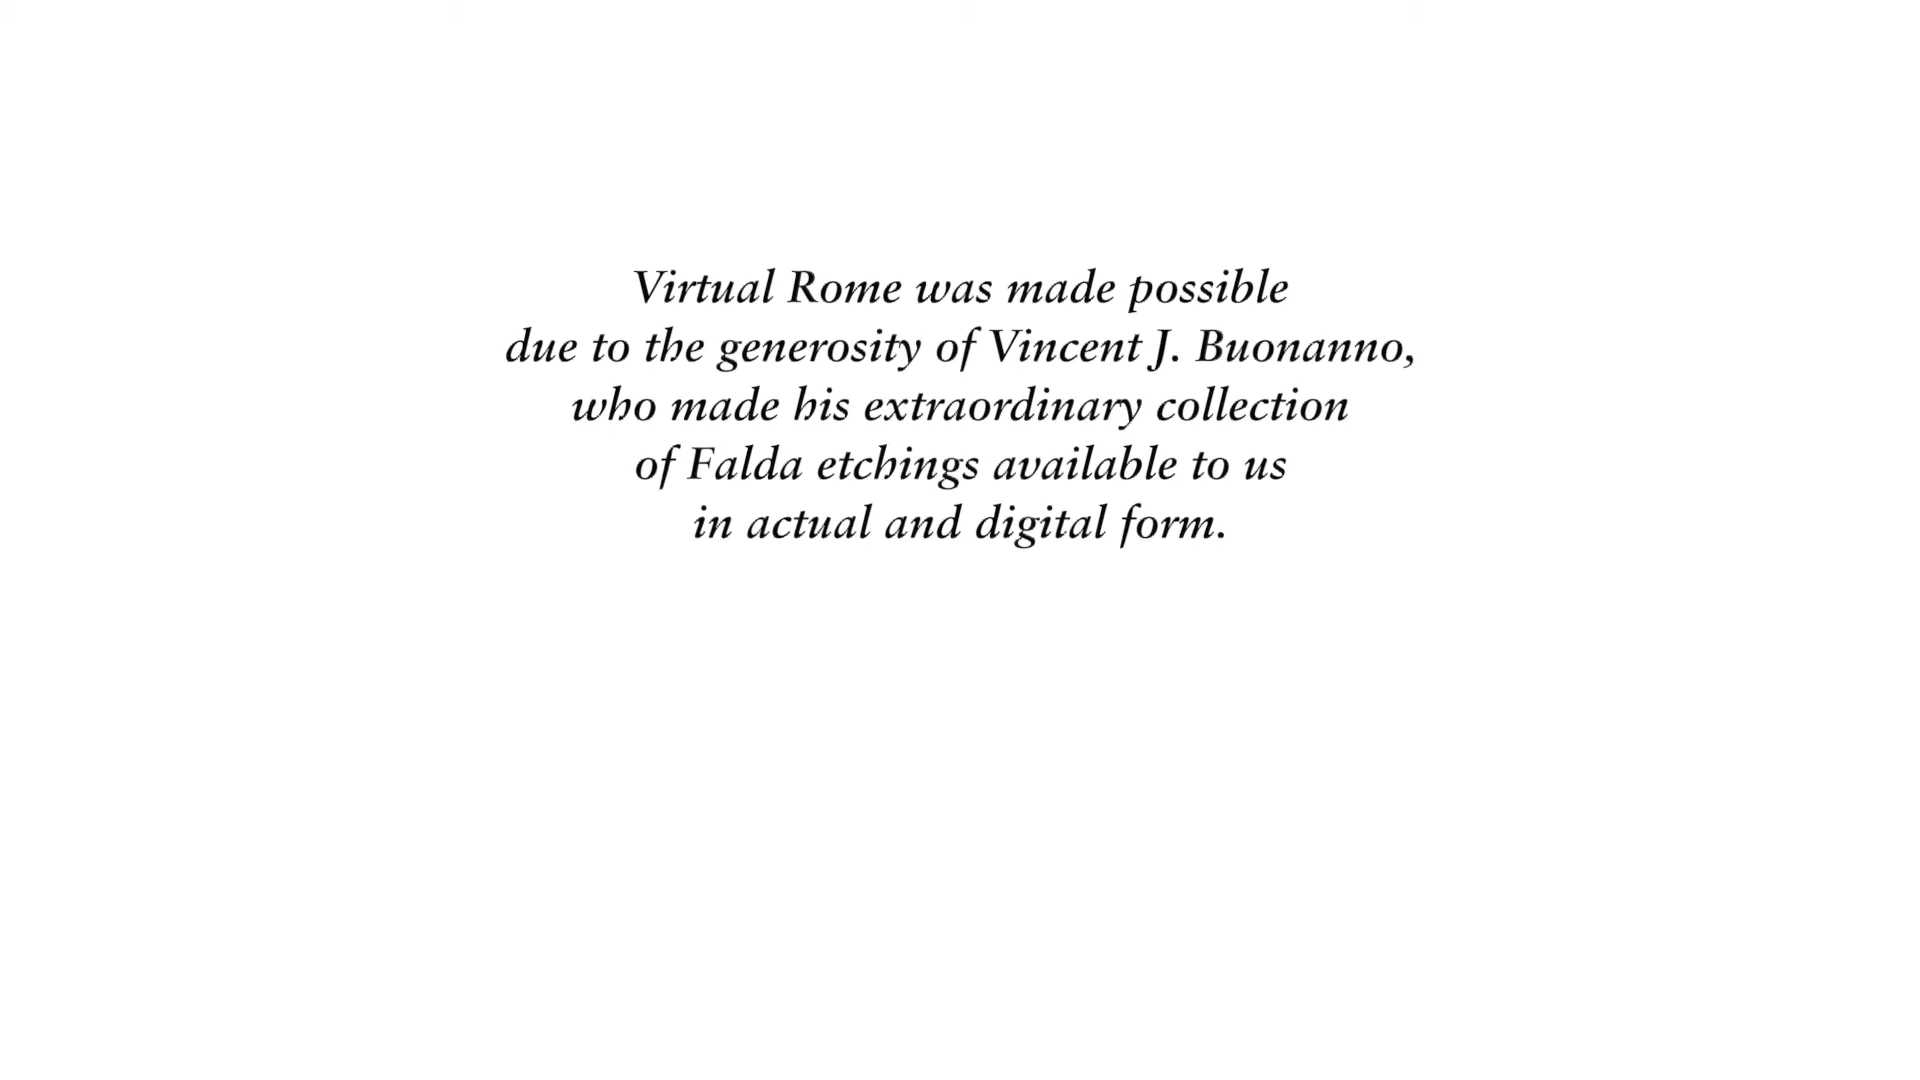 Virtual Rome was made possible
due to the generosity of Vincent J. Buonanno,
who made his extraordinary collection
of Falda etchings available to us
in actual and digital form.